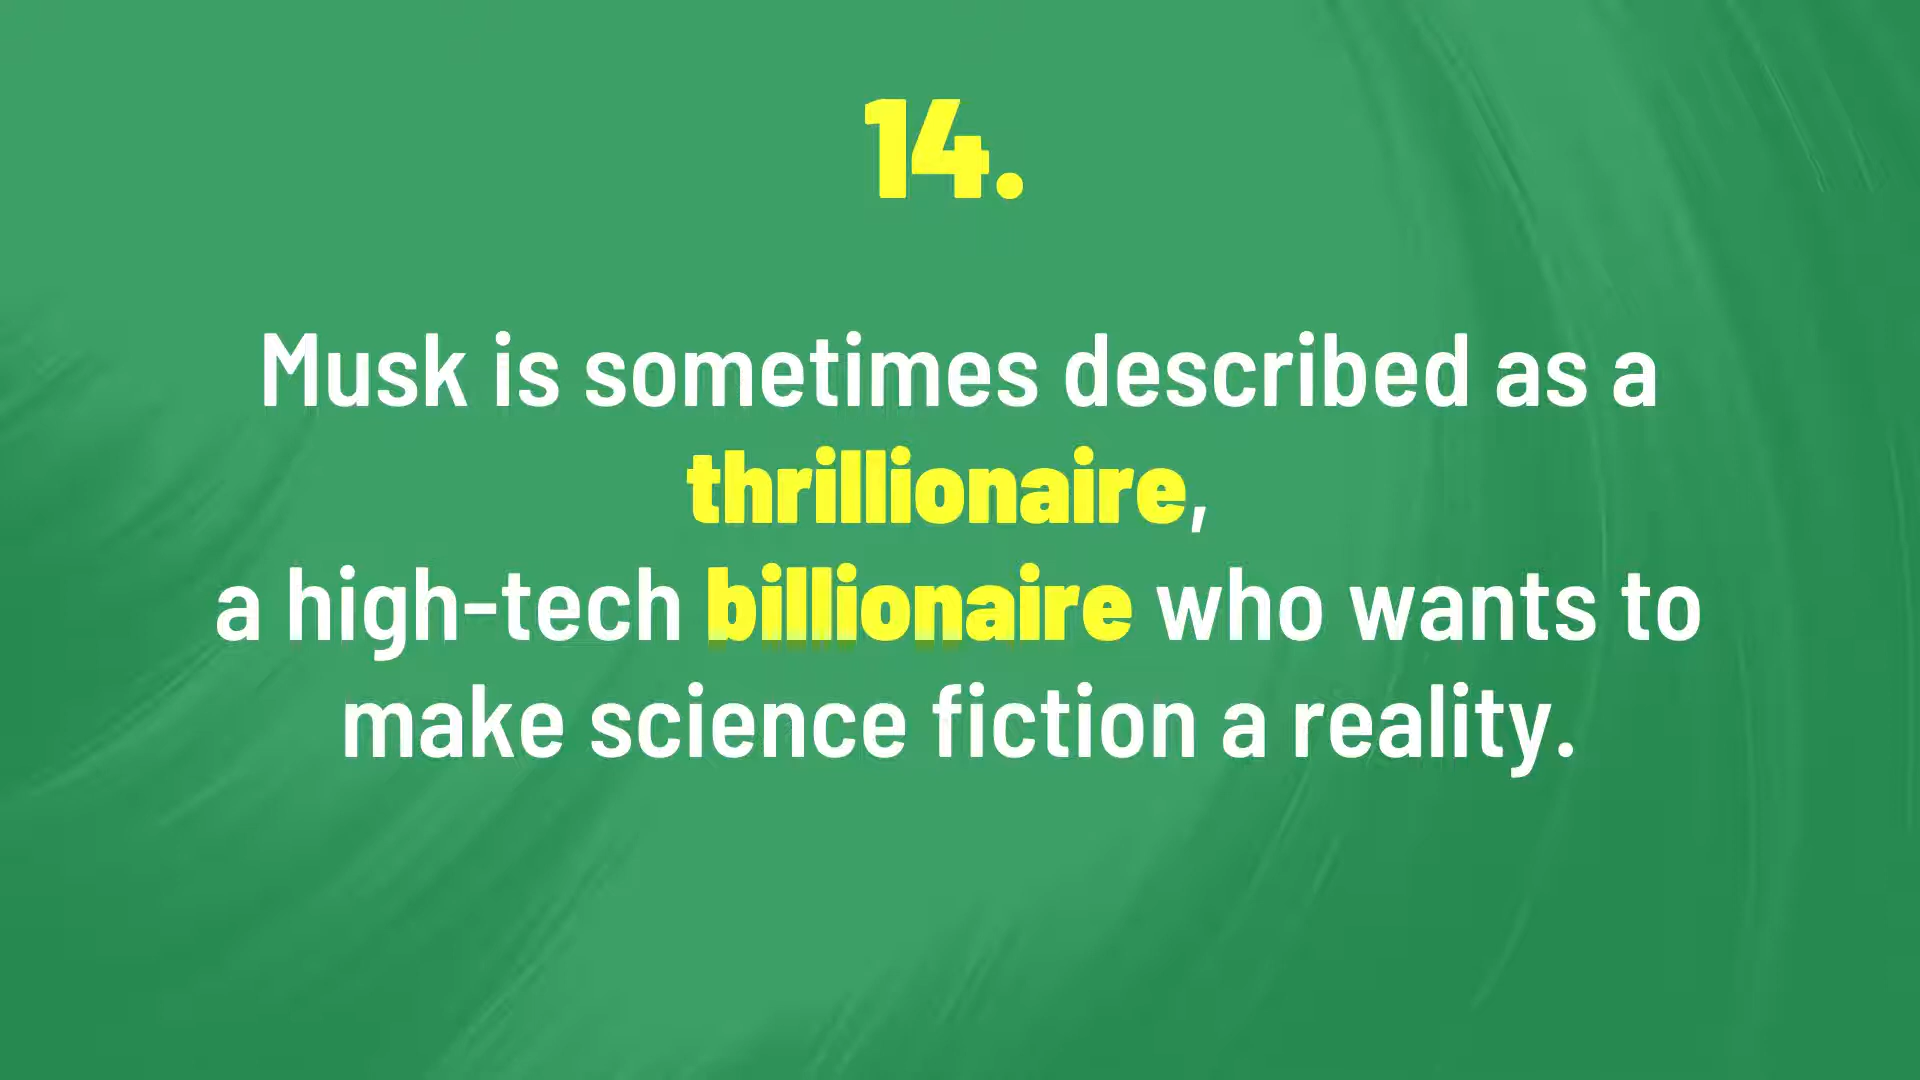 14.
Musk is sometimes described as a
thrillionaire,
a high-tech billionaire who wants to
make science fiction a reality.